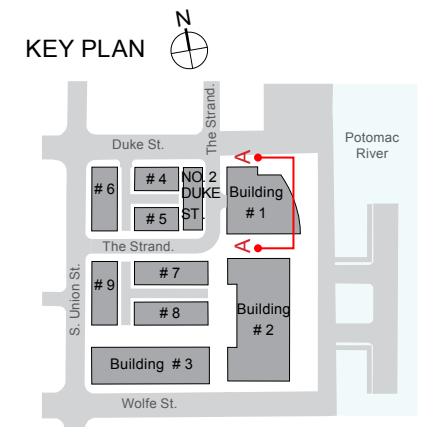 N
KEY PLAN
The Strand.
Duke St.
Potomac
River
A
# 6
# 4
NO. 2
DUKE
ST.
# 5
Building
# 1
The Strand.
A
S. Union St.
# 9
# 7
# 8
Building
# 2
Building # 3
Wolfe St.